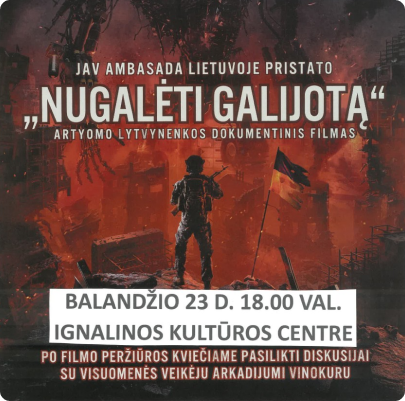 JAV AMBASADA LIETUVOJE PRISTATO
„NUGALĖTI GALIJOTĄ“
ARTYOMO LYTVYNENKOS DOKUMENTINIS FILMAS
BALANDŽIO 23 D. 18.00 VAL.
IGNALINOS KULTŪROS CENTRE
PO FILMO PERŽIŪROS KVIEČIAME PASILIKTI DISKUSIJAI
SU VISUOMENĖS VEIKĖJU ARKADIJUMI VINOKURU